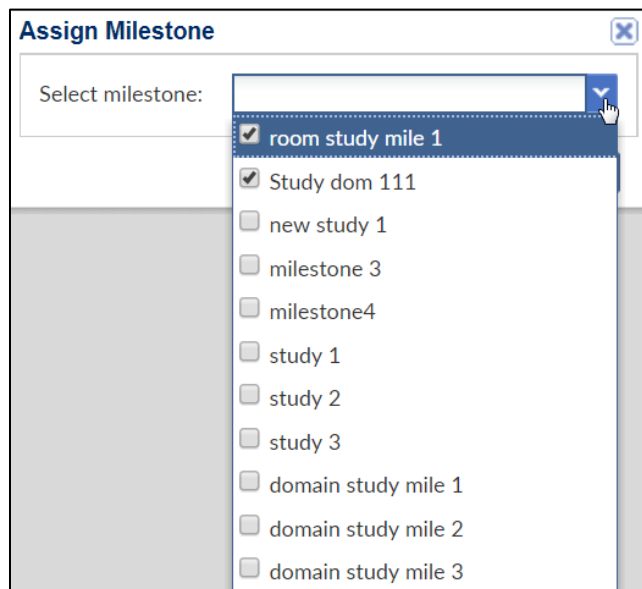 Assign Milestone
Select milestone:
room study mile 1
Study dom 111
new study 1
milestone 3
milestone4
study 1
study 2
study 3
domain study mile 1
domain study mile 2
domain study mile 3